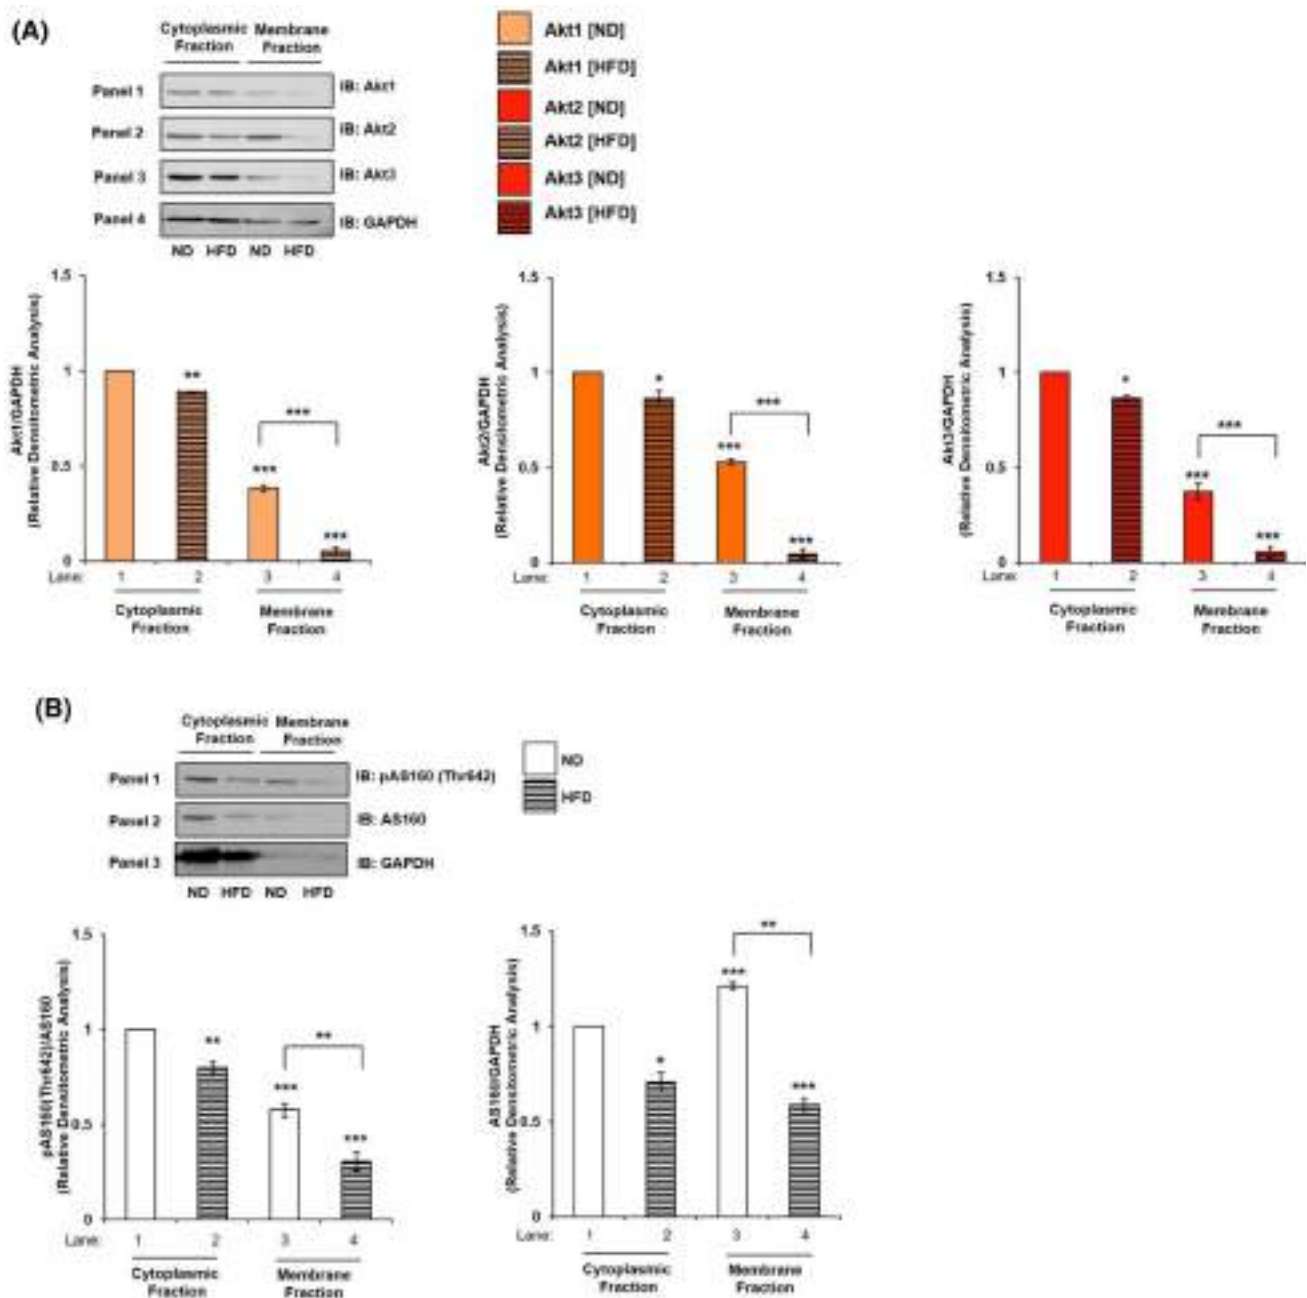 (A)
Cytoplasmic Membrane
Fraction Fraction
Panel 1 IB: Akt1
Panel 2 IB: Akt2
Panel 3 IB: Akt3
Panel 4 IB: GAPDH
ND HFD ND HFD
Akt1 [ND]
Akt1 [HFD]
Akt2 [ND]
Akt2 [HFD]
Akt3 [ND]
Akt3 [HFD]
Akt1/GAPDH
(Relative Densitometric Analysis)
1.5
1
0.5
0
**
***
***
***
Lane: 1 2 3 4
Cytoplasmic Membrane
Fraction Fraction
Akt2/GAPDH
(Relative Densitometric Analysis)
1.5
1
0.5
0
*
***
***
***
Lane: 1 2 3 4
Cytoplasmic Membrane
Fraction Fraction
Akt3/GAPDH
(Relative Densitometric Analysis)
1.5
1
0.5
0
*
***
***
***
Lane: 1 2 3 4
Cytoplasmic Membrane
Fraction Fraction
(B)
Cytoplasmic Membrane
Fraction Fraction
Panel 1 IB: pAS160 (Thr642)
Panel 2 IB: AS160
Panel 3 IB: GAPDH
ND HFD ND HFD
ND
HFD
pAS160(Thr642)/AS160
(Relative Densitometric Analysis)
1.5
1
0.5
0
**
**
***
***
Lane: 1 2 3 4
Cytoplasmic Membrane
Fraction Fraction
AS160/GAPDH
(Relative Densitometric Analysis)
1.5
1
0.5
0
**
***
*
***
Lane: 1 2 3 4
Cytoplasmic Membrane
Fraction Fraction